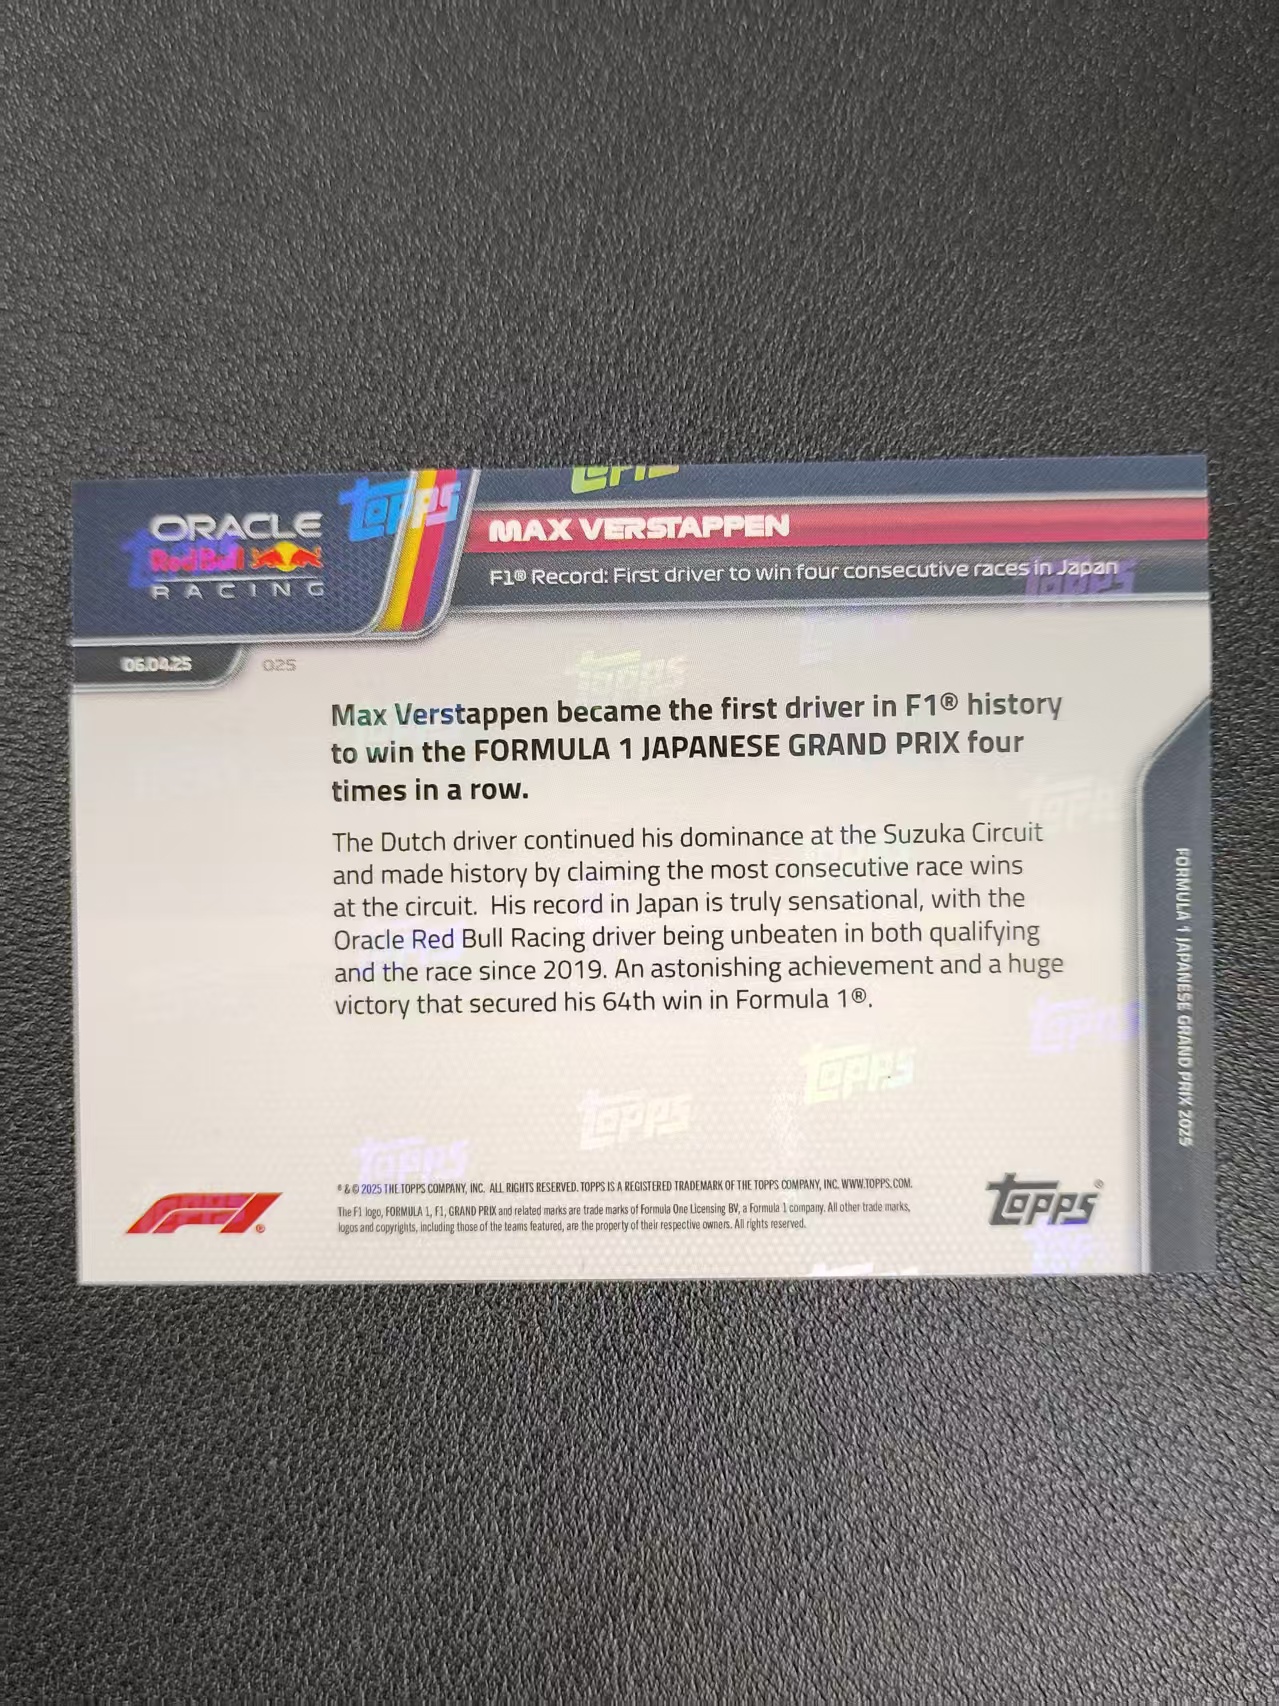 ORACLE
Red Bull
RACING
MAX VERSTAPPEN
F1® Record: First driver to win four consecutive races in Japan
06.04.25
025
Max Verstappen became the first driver in F1® history
to win the FORMULA 1 JAPANESE GRAND PRIX four
times in a row.
The Dutch driver continued his dominance at the Suzuka Circuit
and made history by claiming the most consecutive race wins
at the circuit. His record in Japan is truly sensational, with the
Oracle Red Bull Racing driver being unbeaten in both qualifying
and the race since 2019. An astonishing achievement and a huge
victory that secured his 64th win in Formula 1®.
FORMULA 1 JAPANESE GRAND PRIX 2025
F1®
® & © 2025 THE TOPPS COMPANY, INC. ALL RIGHTS RESERVED. TOPPS IS A REGISTERED TRADEMARK OF THE TOPPS COMPANY, INC. WWW.TOPPS.COM.
The F1 logo, FORMULA 1, F1, GRAND PRIX and related marks are trade marks of Formula One Licensing BV, a Formula 1 company. All other trade marks,
logos and copyrights, including those of the teams featured, are the property of their respective owners. All rights reserved.
topps®
topps
topps
topps
topps
topps
topps
topps
topps